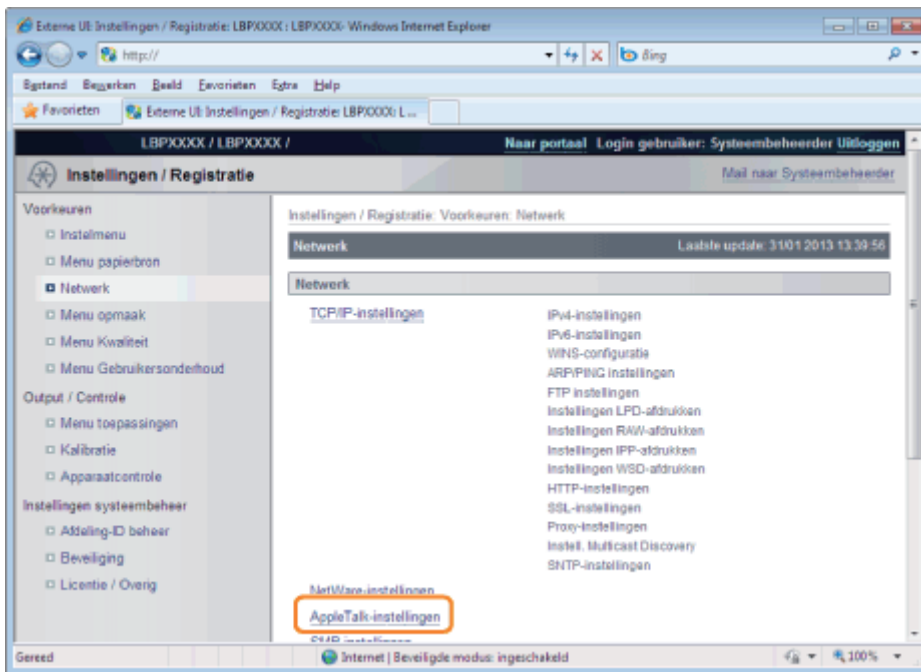 Externe UI: Instellingen / Registratie: LBPXXXX : LBPXXXX- Windows Internet Explorer
http://
Bing
Bestand Bewerken Beeld Favorieten Extra Help
Favorieten
Externe UI: Instellingen / Registratie: LBPXXXX: L...
LBPXXXX / LBPXXXX /
Naar portaal Login gebruiker: Systeembeheerder Uitloggen
Instellingen / Registratie
Mail naar Systeembeheerder
Voorkeuren
Instelmenu
Menu papierbron
Netwerk
Menu opmaak
Menu Kwaliteit
Menu Gebruikersonderhoud
Output / Controle
Menu toepassingen
Kalibratie
Apparaatcontrole
Instellingen systeembeheer
Afdeling-ID beheer
Beveiliging
Licentie / Overig
Instellingen / Registratie: Voorkeuren: Netwerk
Netwerk
Laatste update: 31/01 2013 13:39:56
Netwerk
TCP/IP-instellingen
IPv4-instellingen
IPv6-instellingen
WINS-configuratie
ARP/PING instellingen
FTP instellingen
Instellingen LPD-afdrukken
Instellingen RAW-afdrukken
Instellingen IPP-afdrukken
Instellingen WSD-afdrukken
HTTP-instellingen
SSL-instellingen
Proxy-instellingen
Instell. Multicast Discovery
SNTP-instellingen
NetWare-instellingen
AppleTalk-instellingen
SMB-instellingen
Gereed
Internet | Beveiligde modus: ingeschakeld
100%